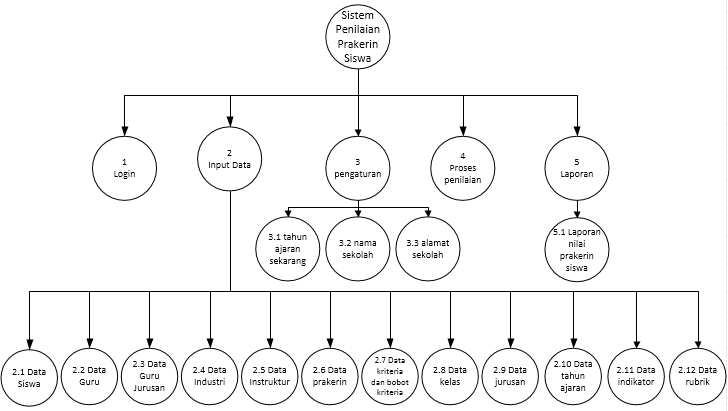 Sistem
Penilaian
Prakerin
Siswa
1
Login
2
Input Data
3
pengaturan
4
Proses
penilaian
5
Laporan
3.1 tahun
ajaran
sekarang
3.2 nama
sekolah
3.3 alamat
sekolah
5.1 Laporan
nilai
prakerin
siswa
2.1 Data
Siswa
2.2 Data
Guru
2.3 Data
Guru
Jurusan
2.4 Data
Industri
2.5 Data
Instruktur
2.6 Data
prakerin
2.7 Data
kriteria
dan bobot
kriteria
2.8 Data
kelas
2.9 Data
jurusan
2.10 Data
tahun
ajaran
2.11 Data
indikator
2.12 Data
rubrik